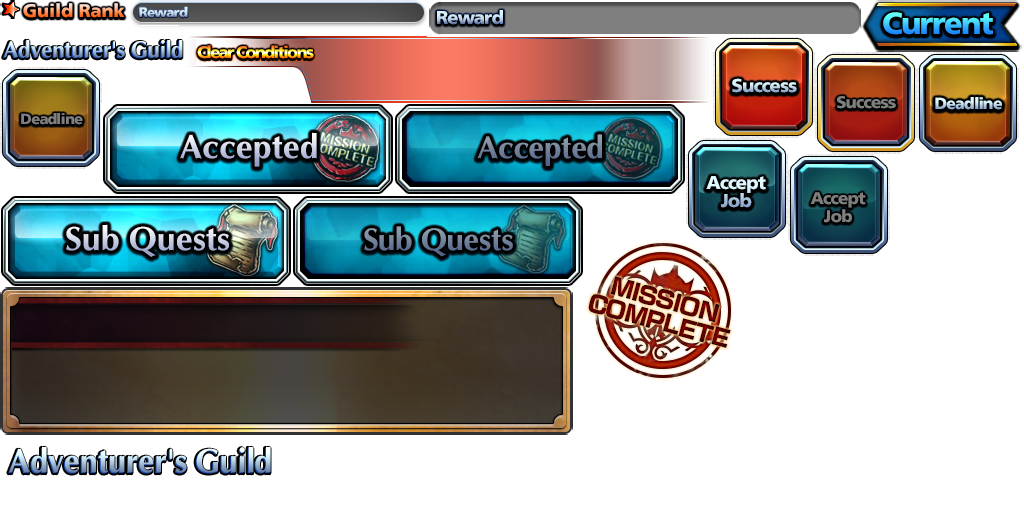 Guild Rank
Reward
Reward
Current
Adventurer's Guild
Clear Conditions
Deadline
Success
Success
Deadline
Accepted
MISSION
COMPLETE
Accepted
MISSION
COMPLETE
Accept
Job
Accept
Job
Sub Quests
Sub Quests
MISSION
COMPLETE
Adventurer's Guild